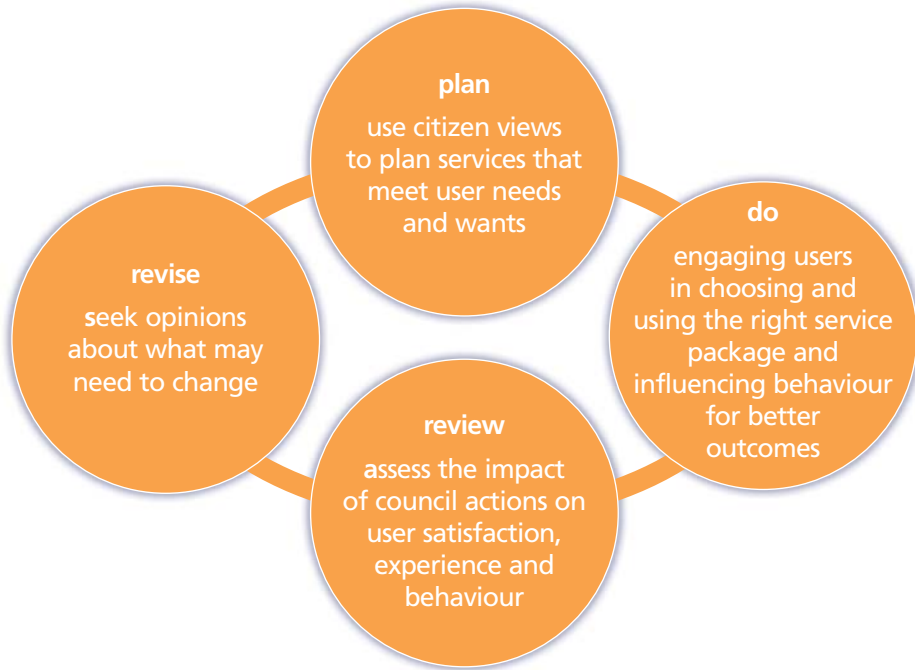 plan
use citizen views
to plan services that
meet user needs
and wants
do
engaging users
in choosing and
using the right service
package and
influencing behaviour
for better
outcomes
review
assess the impact
of council actions on
user satisfaction,
experience and
behaviour
revise
seek opinions
about what may
need to change